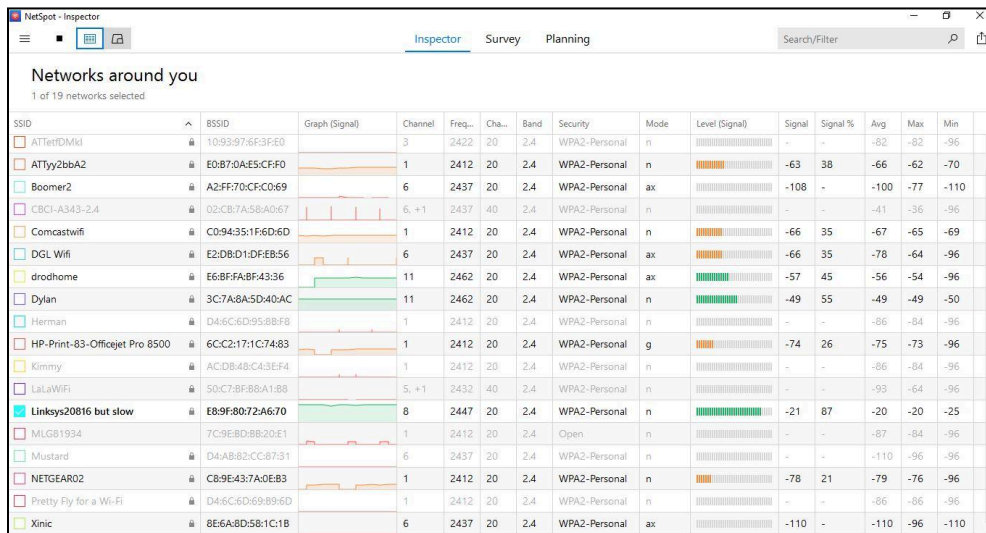 NetSpot - Inspector
Inspector Survey Planning Search/Filter
Networks around you
1 of 19 networks selected
SSID BSSID Graph (Signal) Channel Freq... Cha... Band Security Mode Level (Signal) Signal Signal % Avg Max Min
ATTetfDMkI 10:93:97:6F:3F:E0 3 2422 20 2.4 WPA2-Personal n - - -82 -82 -96
ATTyy2bbA2 E0:B7:0A:E5:CF:F0 1 2412 20 2.4 WPA2-Personal n -63 38 -66 -62 -70
Boomer2 A2:FF:70:CF:C0:69 6 2437 20 2.4 WPA2-Personal ax -108 - -100 -77 -110
CBCI-A343-2.4 02:CB:7A:58:A0:67 6, +1 2437 40 2.4 WPA2-Personal n - - -41 -36 -96
Comcastwifi C0:94:35:1F:6D:6D 1 2412 20 2.4 WPA2-Personal n -66 35 -67 -65 -69
DGL Wifi E2:DB:D1:DF:EB:56 6 2437 20 2.4 WPA2-Personal ax -66 35 -78 -64 -96
drodhome E6:BF:FA:BF:43:36 11 2462 20 2.4 WPA2-Personal ax -57 45 -56 -54 -96
Dylan 3C:7A:8A:5D:40:AC 11 2462 20 2.4 WPA2-Personal n -49 55 -49 -49 -50
Herman D4:6C:6D:95:8B:F8 1 2412 20 2.4 WPA2-Personal n - - -86 -84 -96
HP-Print-83-Officejet Pro 8500 6C:C2:17:1C:74:83 1 2412 20 2.4 WPA2-Personal g -74 26 -75 -73 -96
Kimmy AC:DB:48:C4:3E:F4 1 2412 20 2.4 WPA2-Personal n - - -86 -84 -96
LaLaWiFi 50:C7:BF:B8:A1:B8 5, +1 2432 40 2.4 WPA2-Personal n - - -93 -64 -96
Linksys20816 but slow E8:9F:80:72:A6:70 8 2447 20 2.4 WPA2-Personal n -21 87 -20 -20 -25
MLG81934 7C:9E:BD:BB:20:E1 1 2412 20 2.4 Open n - - -87 -84 -96
Mustard D4:AB:82:CC:87:31 6 2437 20 2.4 WPA2-Personal n - - -110 -96 -96
NETGEAR02 C8:9E:43:7A:0E:B3 1 2412 20 2.4 WPA2-Personal n -78 21 -79 -76 -96
Pretty Fly for a Wi-Fi D4:6C:6D:69:B9:6D 1 2412 20 2.4 WPA2-Personal n - - -86 -86 -96
Xinic 8E:6A:8D:58:1C:1B 6 2437 20 2.4 WPA2-Personal ax -110 - -110 -96 -110